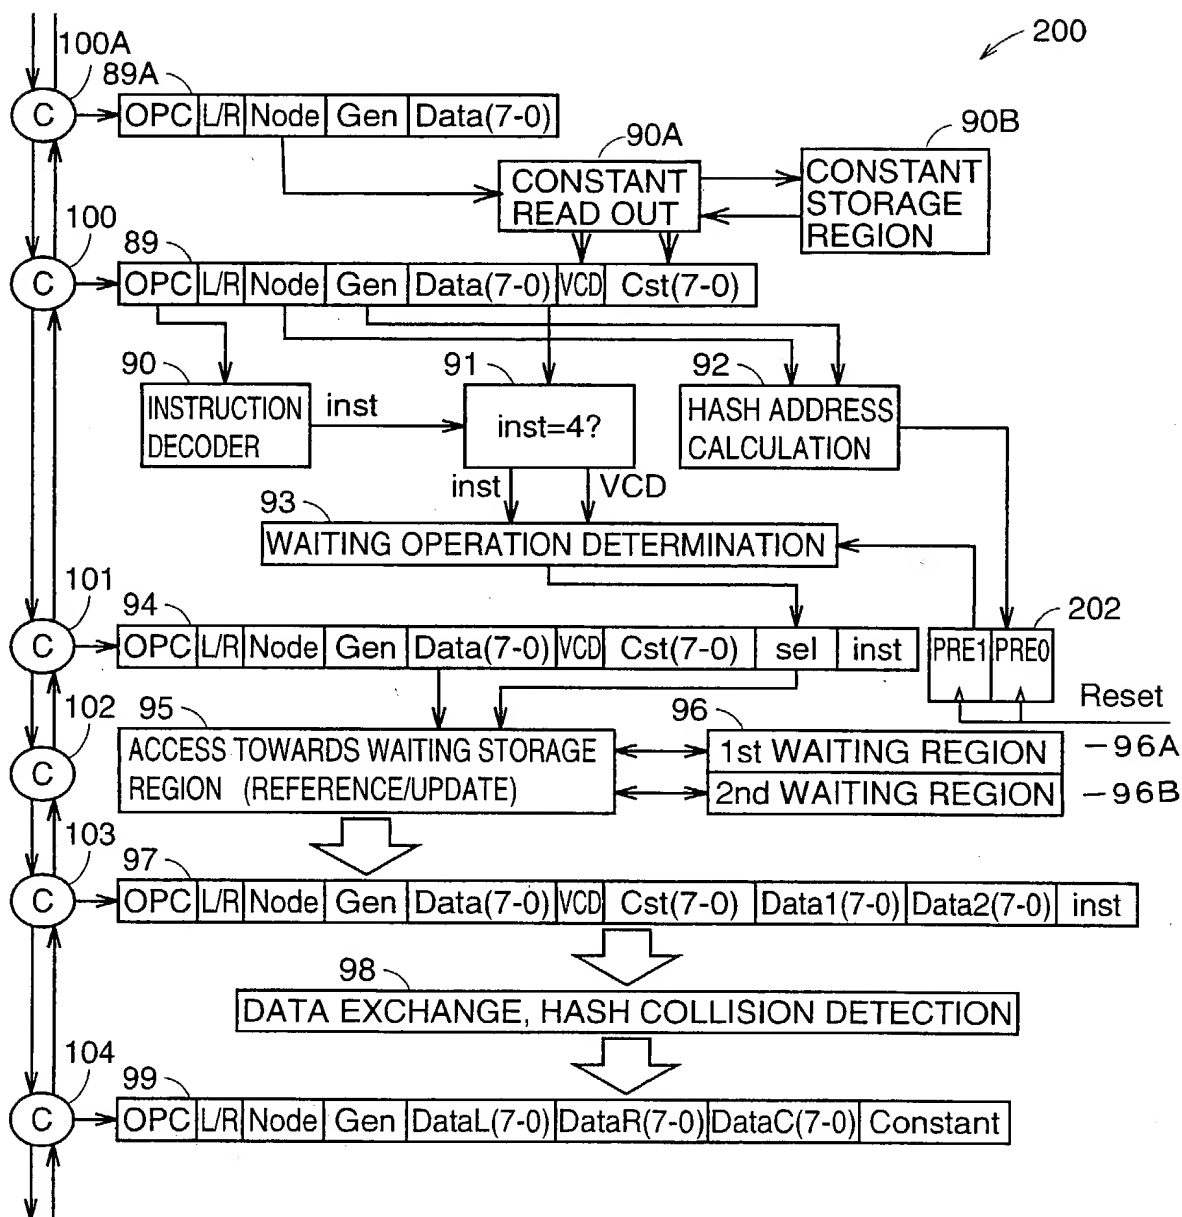 200
100A
89A
C
OPC L/R Node Gen Data(7-0)
90A
90B
CONSTANT
READ OUT
CONSTANT
STORAGE
REGION
100
89
C
OPC L/R Node Gen Data(7-0) VCD Cst(7-0)
90
91
92
INSTRUCTION
DECODER
inst
inst=4?
HASH ADDRESS
CALCULATION
inst
VCD
93
WAITING OPERATION DETERMINATION
101
94
202
C
OPC L/R Node Gen Data(7-0) VCD Cst(7-0) sel inst
PRE1 PRE0
Reset
102
95
96
C
ACCESS TOWARDS WAITING STORAGE
REGION (REFERENCE/UPDATE)
1st WAITING REGION
-96A
2nd WAITING REGION
-96B
103
97
C
OPC L/R Node Gen Data(7-0) VCD Cst(7-0) Data1(7-0) Data2(7-0) inst
98
DATA EXCHANGE, HASH COLLISION DETECTION
104
99
C
OPC L/R Node Gen DataL(7-0) DataR(7-0) DataC(7-0) Constant